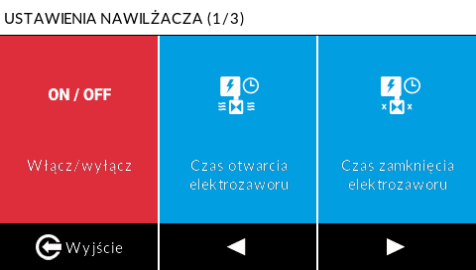 USTAWIENIA NAWILŻACZA (1/3)
ON / OFF
Włącz/wyłącz
Czas otwarcia
elektrozaworu
Czas zamknięcia
elektrozaworu
Wyjście